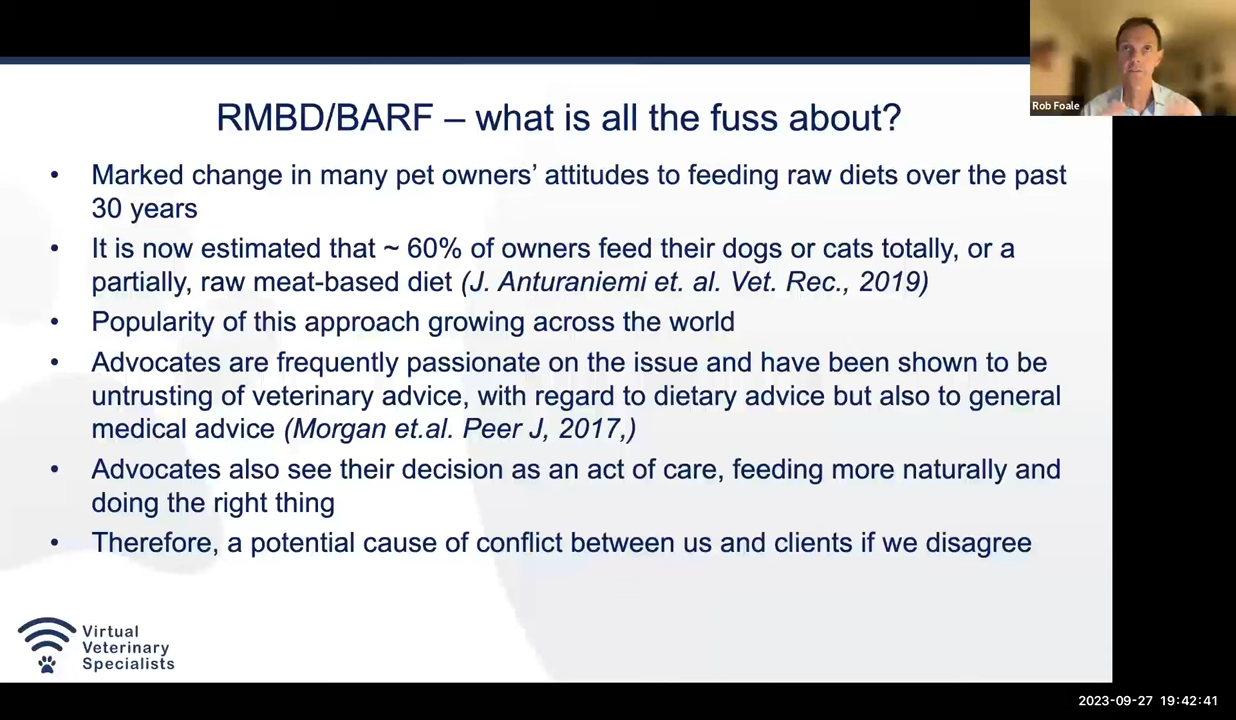 Rob Foale
RMBD/BARF – what is all the fuss about?
• Marked change in many pet owners’ attitudes to feeding raw diets over the past
30 years
• It is now estimated that ~ 60% of owners feed their dogs or cats totally, or a
partially, raw meat-based diet (J. Anturaniemi et. al. Vet. Rec., 2019)
• Popularity of this approach growing across the world
• Advocates are frequently passionate on the issue and have been shown to be
untrusting of veterinary advice, with regard to dietary advice but also to general
medical advice (Morgan et.al. Peer J, 2017,)
• Advocates also see their decision as an act of care, feeding more naturally and
doing the right thing
• Therefore, a potential cause of conflict between us and clients if we disagree
Virtual
Veterinary
Specialists
2023-09-27 19:42:41